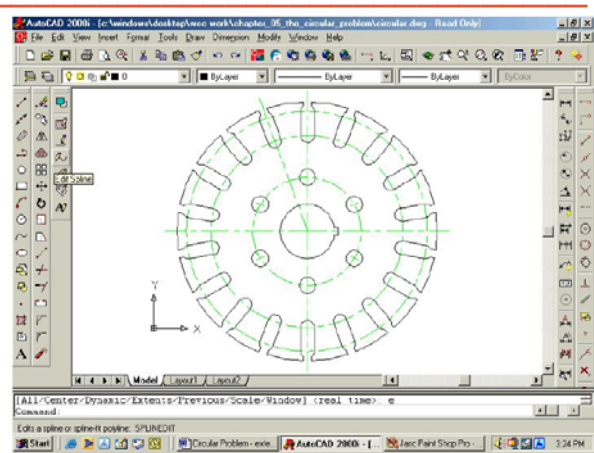 AutoCAD 2000i - [c:\windows\desktop\wcc work\chapter_05_the_circular_problem\circular.dwg - Read Only]
File Edit View Insert Format Tools Draw Dimension Modify Window Help
0 ByLayer ByLayer ByLayer ByColor
Edit Spline
Y
X
Model Layout1 Layout2
[All/Center/Dynamic/Extents/Previous/Scale/Window] <real time>: e
Command:
Edits a spline or spline-fit polyline: SPLINEDIT
Start Circular Problem - exte... AutoCAD 2000i - [... Jasc Paint Shop Pro - ... 3:24 PM